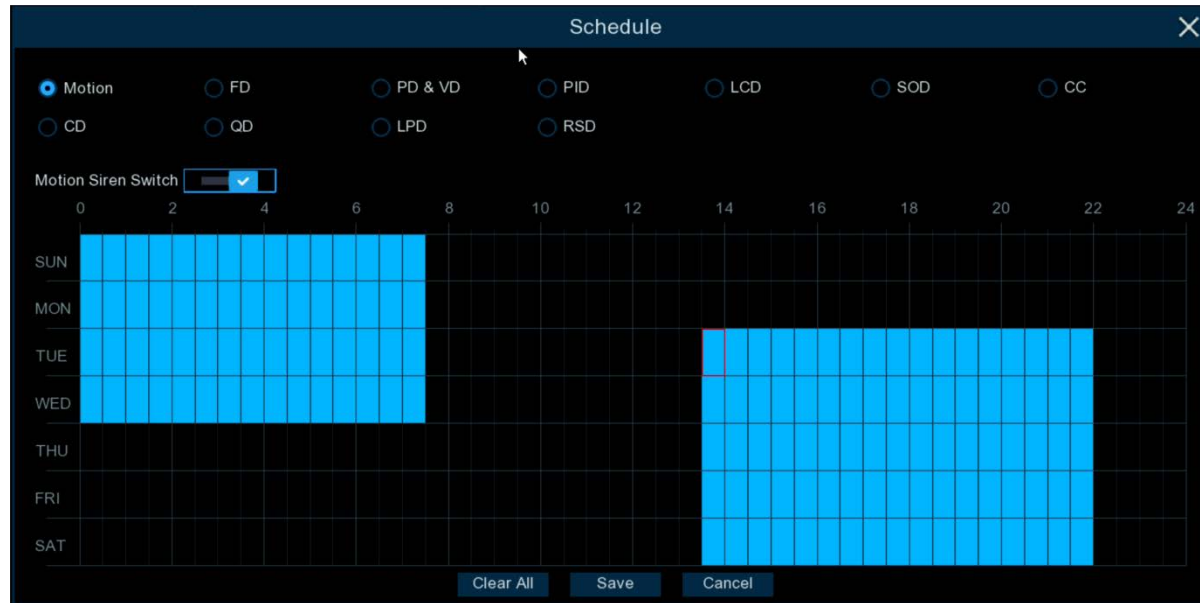 Schedule
Motion FD PD & VD PID LCD SOD CC
CD QD LPD RSD
Motion Siren Switch
0 2 4 6 8 10 12 14 16 18 20 22 24
SUN
MON
TUE
WED
THU
FRI
SAT
Clear All Save Cancel